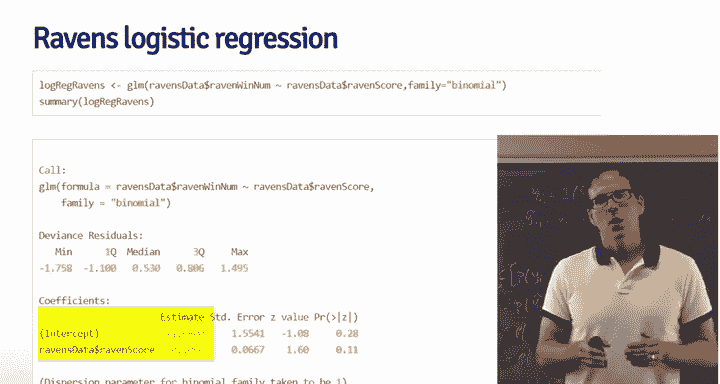 Ravens logistic regression
logRegRavens <- glm(ravensData$ravenWinNum ~ ravensData$ravenScore,family="binomial")
summary(logRegRavens)
Call:
glm(formula = ravensData$ravenWinNum ~ ravensData$ravenScore,
family = "binomial")
Deviance Residuals:
Min 1Q Median 3Q Max
-1.758 -1.100 0.530 0.806 1.495
Coefficients:
Estimate Std. Error z value Pr(>|z|)
(Intercept) 1.5541 -1.08 0.28
ravensData$ravenScore 0.0667 1.60 0.11
(Dispersion parameter for binomial family taken to be 1)